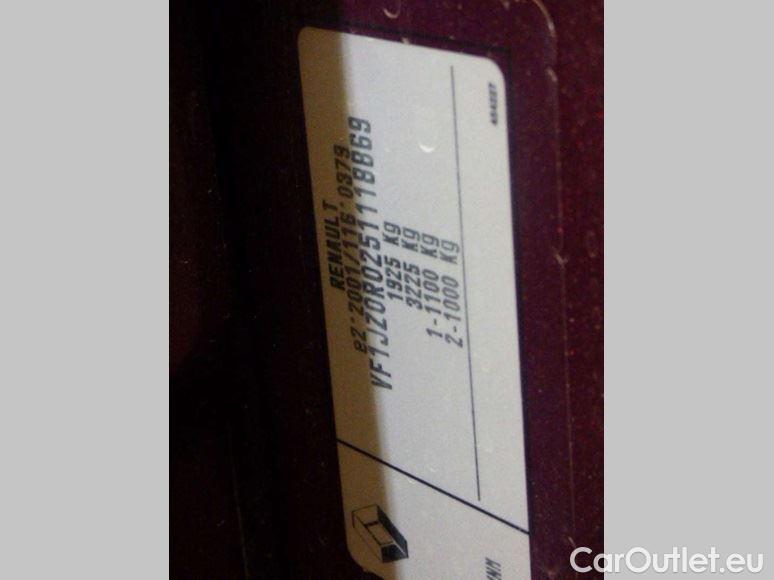 RENAULT
e2*2001/116*0379
VF1JZ0R0251118869
1925 Kg
3225 Kg
1-1100 Kg
2-1000 Kg
CarOutlet.eu